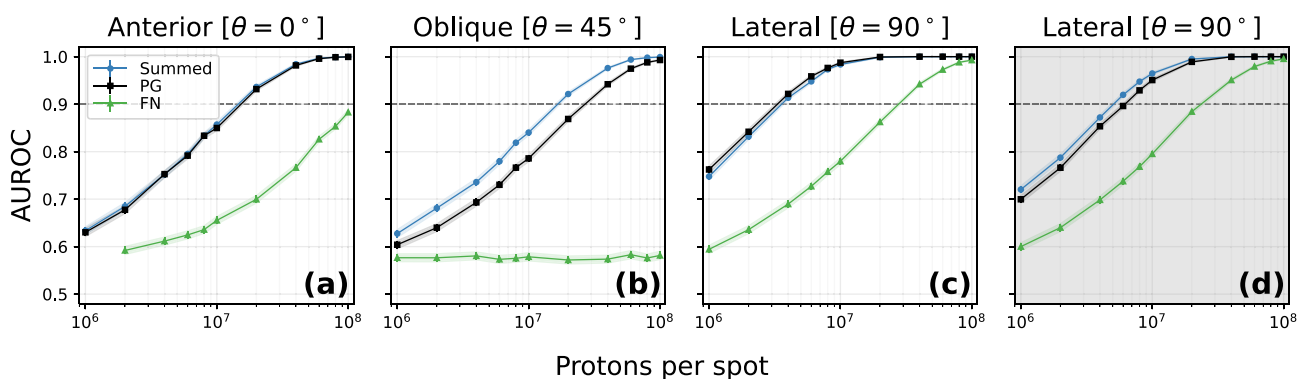 Anterior [θ = 0°]
Oblique [θ = 45°]
Lateral [θ = 90°]
Lateral [θ = 90°]
AUROC
1.0
0.9
0.8
0.7
0.6
0.5
Summed
PG
FN
(a)
(b)
(c)
(d)
10⁶ 10⁷ 10⁸
10⁶ 10⁷ 10⁸
10⁶ 10⁷ 10⁸
10⁶ 10⁷ 10⁸
Protons per spot